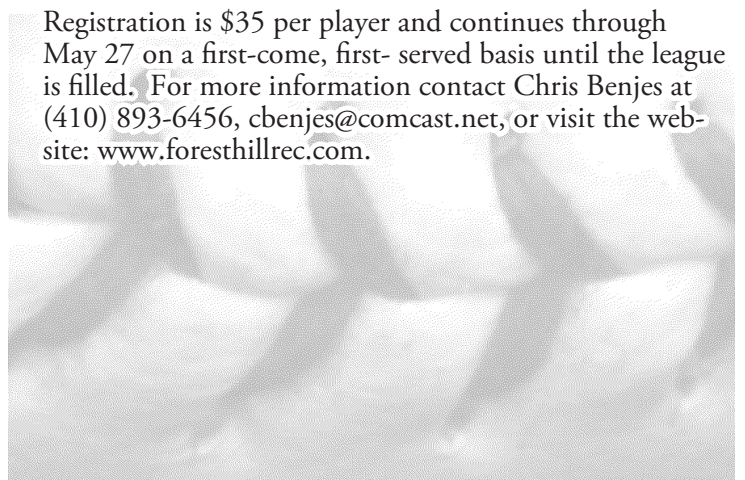 Registration is $35 per player and continues through
May 27 on a first-come, first- served basis until the league
is filled.  For more information contact Chris Benjes at
(410) 893-6456, cbenjes@comcast.net, or visit the web-
site: www.foresthillrec.com.